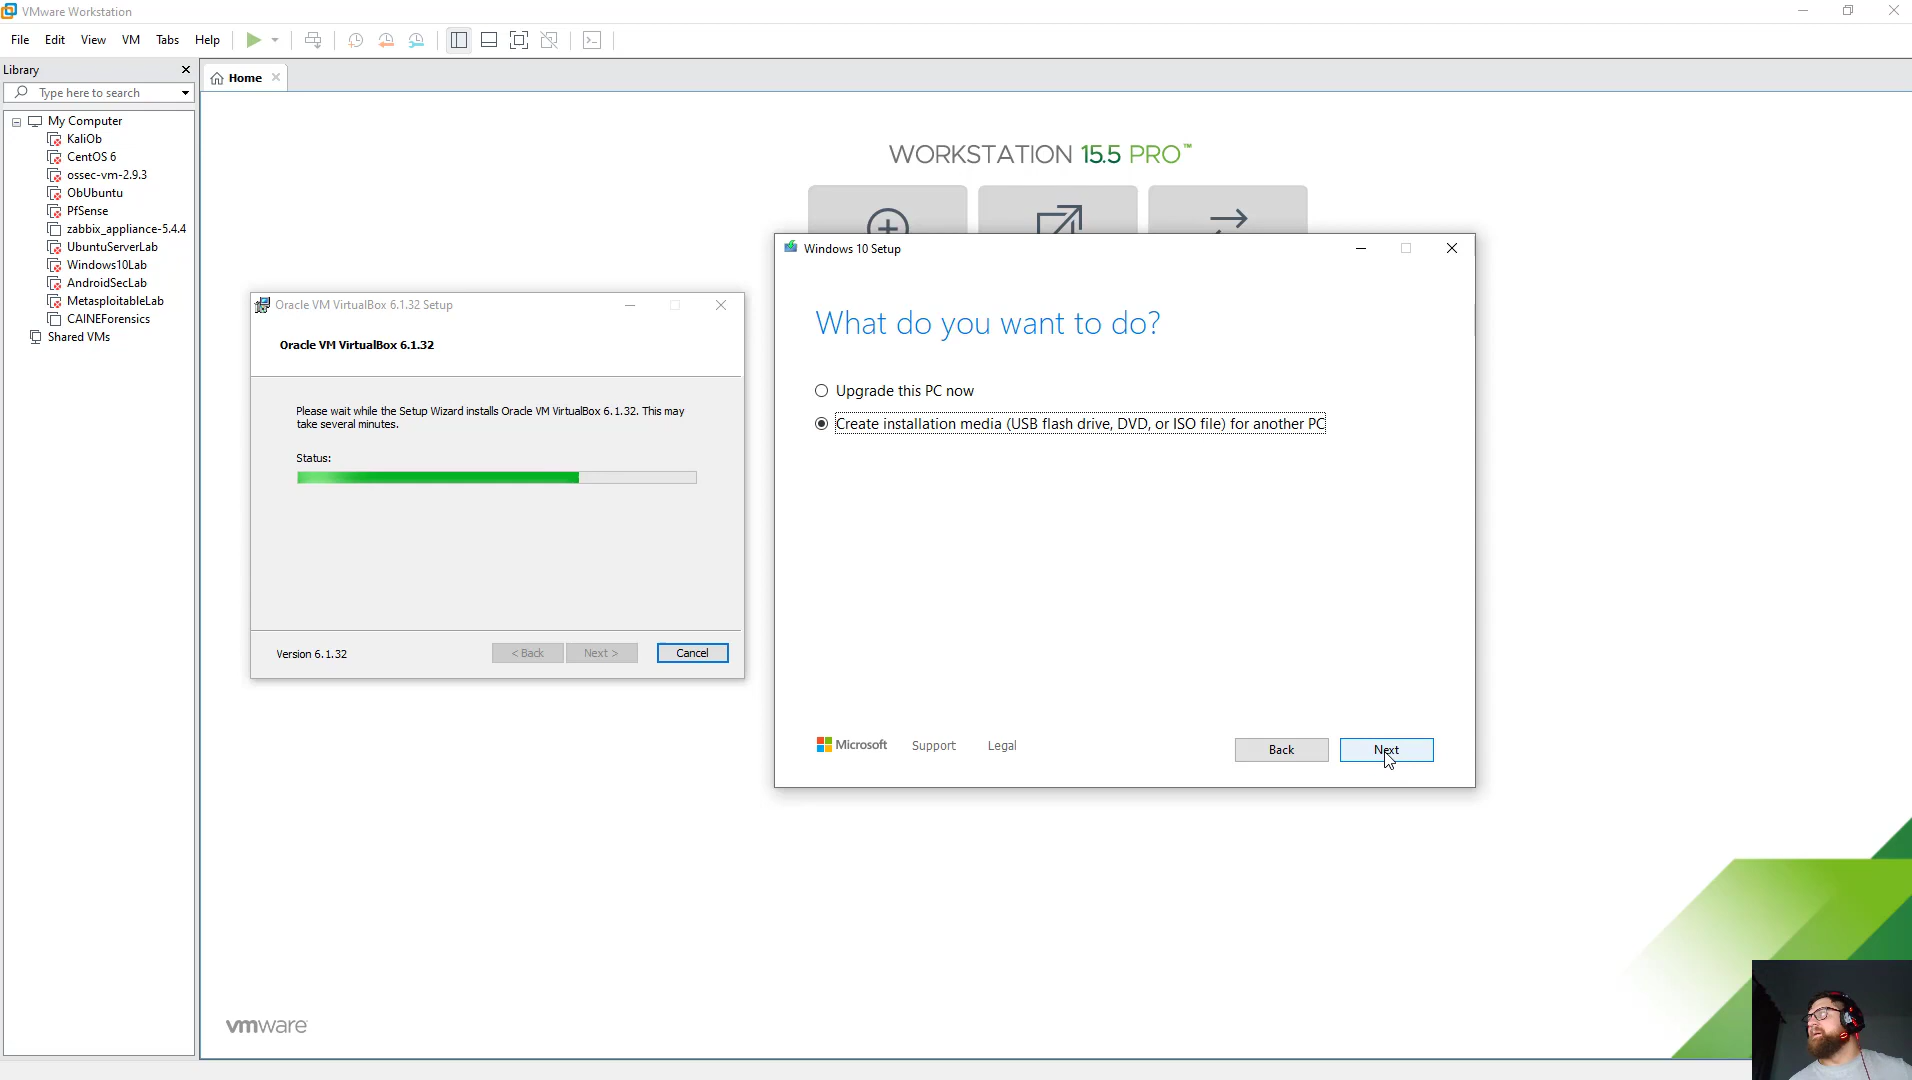 VMware Workstation
File Edit View VM Tabs Help
Library
Type here to search
Home
My Computer
KaliOb
CentOS 6
ossec-vm-2.9.3
ObUbuntu
PfSense
zabbix_appliance-5.4.4
UbuntuServerLab
Windows10Lab
AndroidSecLab
MetasploitableLab
CAINEForensics
Shared VMs
WORKSTATION 15.5 PRO™
Oracle VM VirtualBox 6.1.32 Setup
Oracle VM VirtualBox 6.1.32
Please wait while the Setup Wizard installs Oracle VM VirtualBox 6.1.32. This may
take several minutes.
Status:
Version 6.1.32
< Back Next > Cancel
Windows 10 Setup
What do you want to do?
Upgrade this PC now
Create installation media (USB flash drive, DVD, or ISO file) for another PC
Microsoft Support Legal
Back Next
vmware